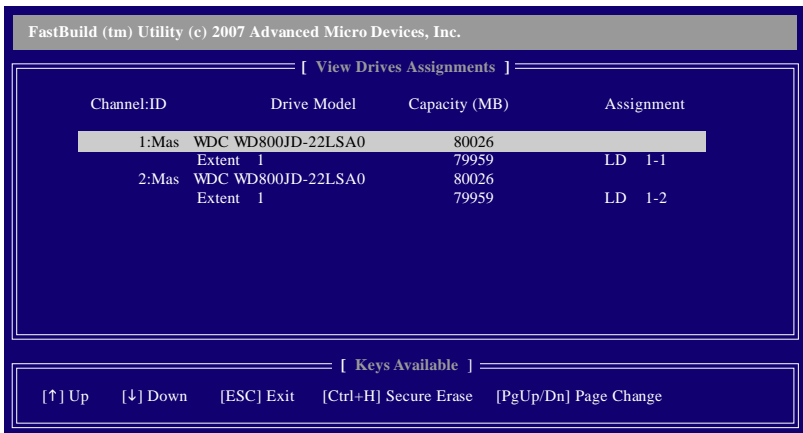 FastBuild (tm) Utility (c) 2007 Advanced Micro Devices, Inc.
[ View Drives Assignments ]
Channel:ID Drive Model Capacity (MB) Assignment
1:Mas WDC WD800JD-22LSA0 80026
Extent 1 79959 LD 1-1
2:Mas WDC WD800JD-22LSA0 80026
Extent 1 79959 LD 1-2
[ Keys Available ]
[↑] Up [↓] Down [ESC] Exit [Ctrl+H] Secure Erase [PgUp/Dn] Page Change